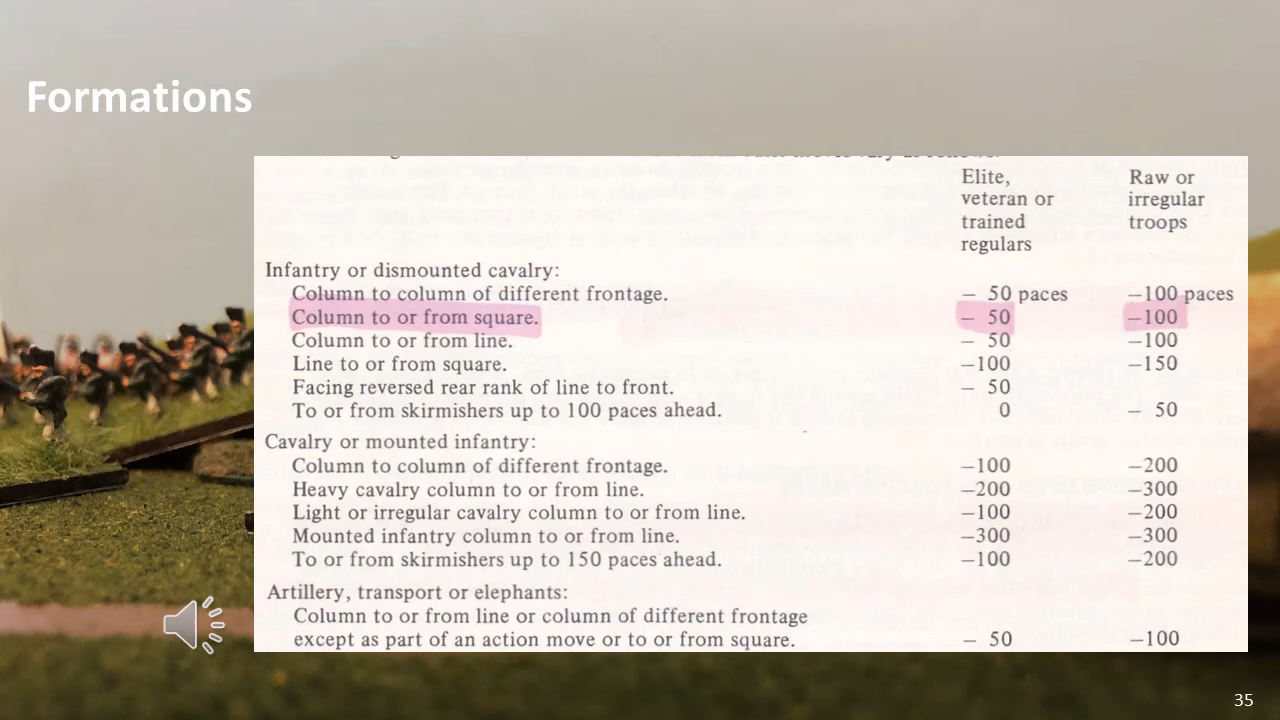 Formations
Elite, veteran or trained regulars
Raw or irregular troops
Infantry or dismounted cavalry:
Column to column of different frontage. – 50 paces –100 paces
Column to or from square. – 50 –100
Column to or from line. – 50 –100
Line to or from square. –100 –150
Facing reversed rear rank of line to front. – 50 – 100
To or from skirmishers up to 100 paces ahead. 0 – 50
Cavalry or mounted infantry:
Column to column of different frontage. –100 –200
Heavy cavalry column to or from line. –200 –300
Light or irregular cavalry column to or from line. –100 –200
Mounted infantry column to or from line. –300 –300
To or from skirmishers up to 150 paces ahead. –100 –200
Artillery, transport or elephants:
Column to or from line or column of different frontage
except as part of an action move or to or from square. – 50 –100
35